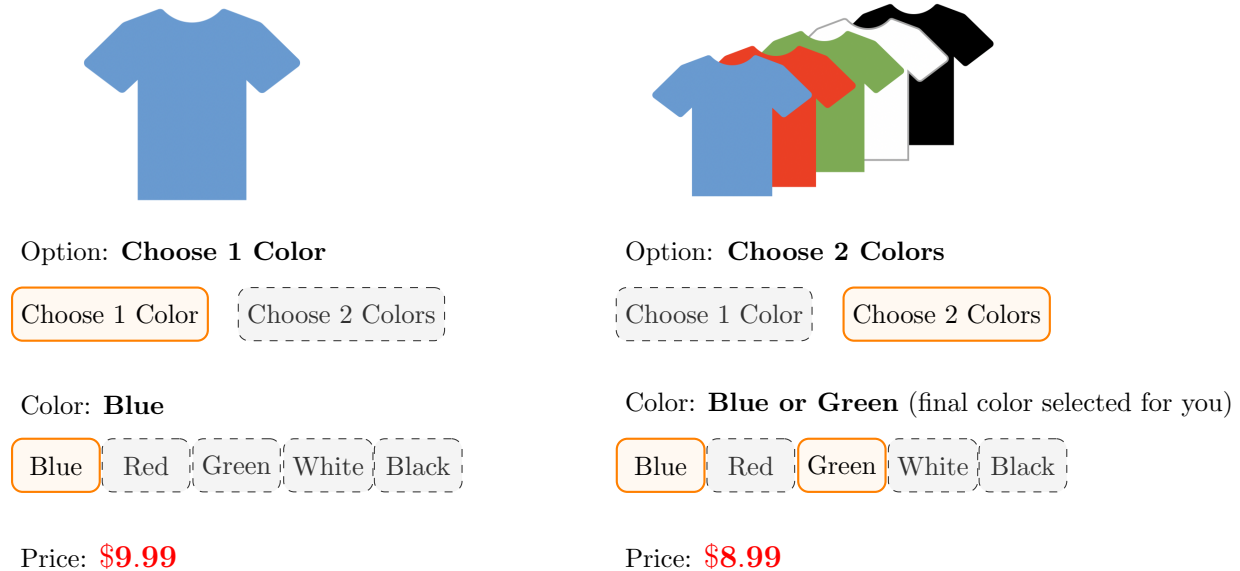 Option: Choose 1 Color
Choose 1 Color
Choose 2 Colors
Color: Blue
Blue
Red
Green
White
Black
Price: $9.99
Option: Choose 2 Colors
Choose 1 Color
Choose 2 Colors
Color: Blue or Green (final color selected for you)
Blue
Red
Green
White
Black
Price: $8.99